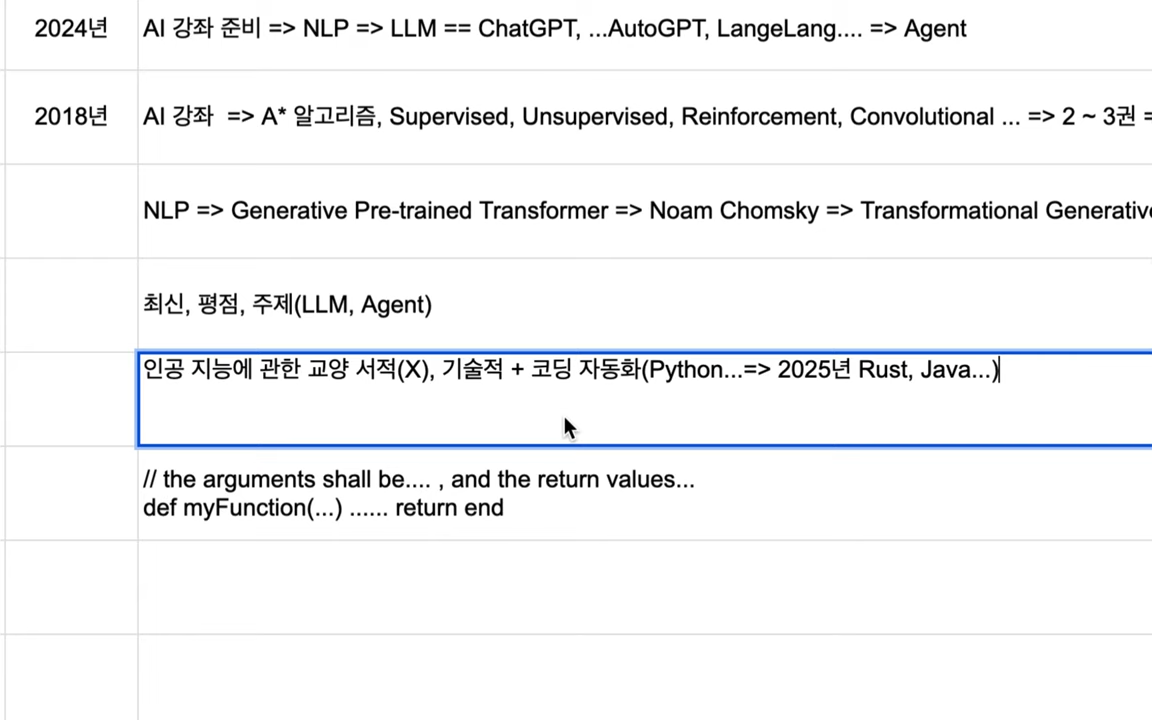 2024년 AI 강좌 준비 => NLP => LLM == ChatGPT, ...AutoGPT, LangeLang.... => Agent
2018년 AI 강좌  => A* 알고리즘, Supervised, Unsupervised, Reinforcement, Convolutional ... => 2 ~ 3권 =
NLP => Generative Pre-trained Transformer => Noam Chomsky => Transformational Generative
최신, 평점, 주제(LLM, Agent)
인공 지능에 관한 교양 서적(X), 기술적 + 코딩 자동화(Python...=> 2025년 Rust, Java...)
// the arguments shall be.... , and the return values...
def myFunction(...) ...... return end